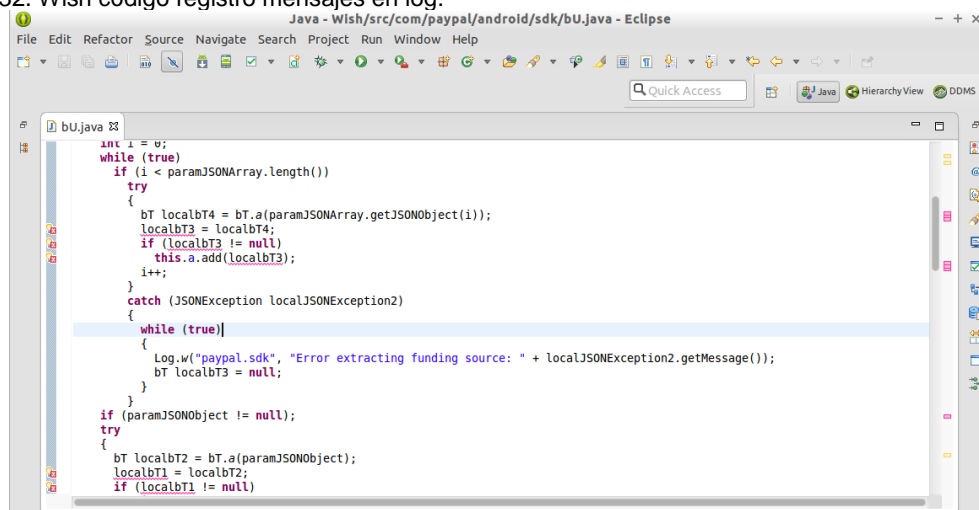 32. Wish código registro mensajes en log.
Java - Wish/src/com/paypal/android/sdk/bU.java - Eclipse
File Edit Refactor Source Navigate Search Project Run Window Help
Quick Access
Java
Hierarchy View
DDMS
bU.java
int i = 0;
while (true)
if (i < paramJSONArray.length())
try
{
bT localbT4 = bT.a(paramJSONArray.getJSONObject(i));
localbT3 = localbT4;
if (localbT3 != null)
this.a.add(localbT3);
i++;
}
catch (JSONException localJSONException2)
{
while (true)
{
Log.w("paypal.sdk", "Error extracting funding source: " + localJSONException2.getMessage());
bT localbT3 = null;
}
}
if (paramJSONObject != null);
try
{
bT localbT2 = bT.a(paramJSONObject);
localbT1 = localbT2;
if (localbT1 != null)